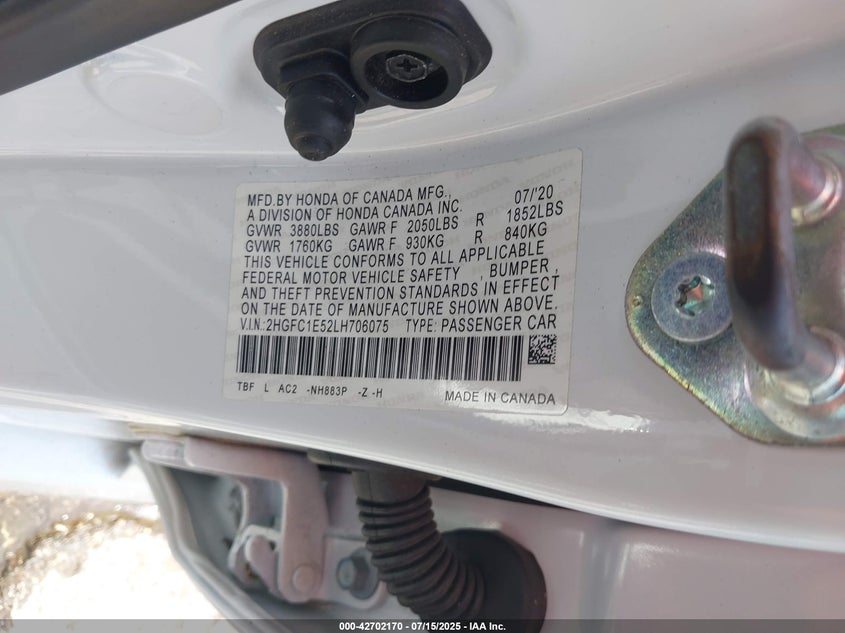 MFD.BY HONDA OF CANADA MFG., 07/'20
A DIVISION OF HONDA CANADA INC.
GVWR 3880LBS GAWR F 2050LBS R 1852LBS
GVWR 1760KG GAWR F 930KG R 840KG
THIS VEHICLE CONFORMS TO ALL APPLICABLE
FEDERAL MOTOR VEHICLE SAFETY , BUMPER ,
AND THEFT PREVENTION STANDARDS IN EFFECT
ON THE DATE OF MANUFACTURE SHOWN ABOVE.
V.I.N.:2HGFC1E52LH706075 TYPE: PASSENGER CAR
TBF L AC2 -NH883P -Z -H MADE IN CANADA
000-42702170 - 07/15/2025 - IAA Inc.